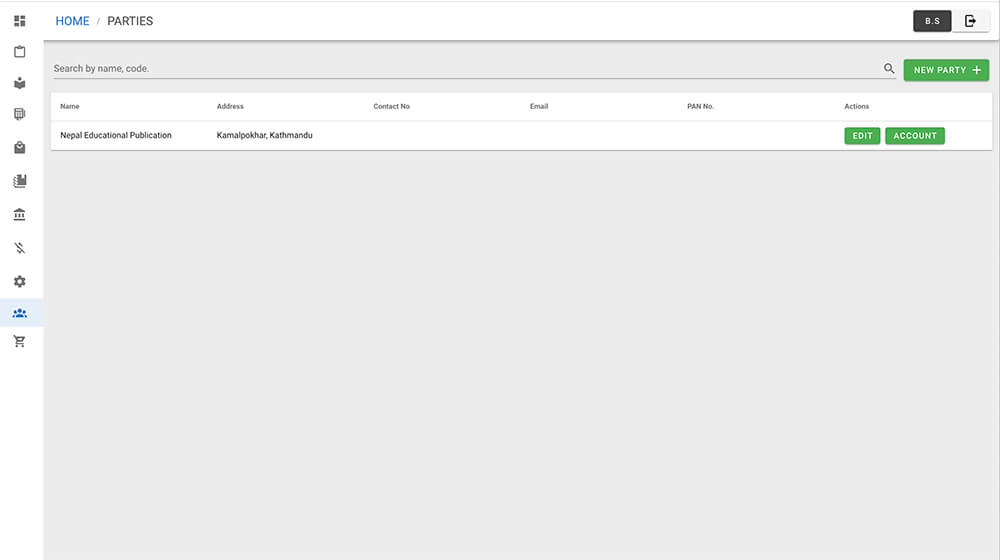 HOME / PARTIES
B.S
Search by name, code.
NEW PARTY +
Name Address Contact No Email PAN No. Actions
Nepal Educational Publication Kamalpokhar, Kathmandu EDIT ACCOUNT